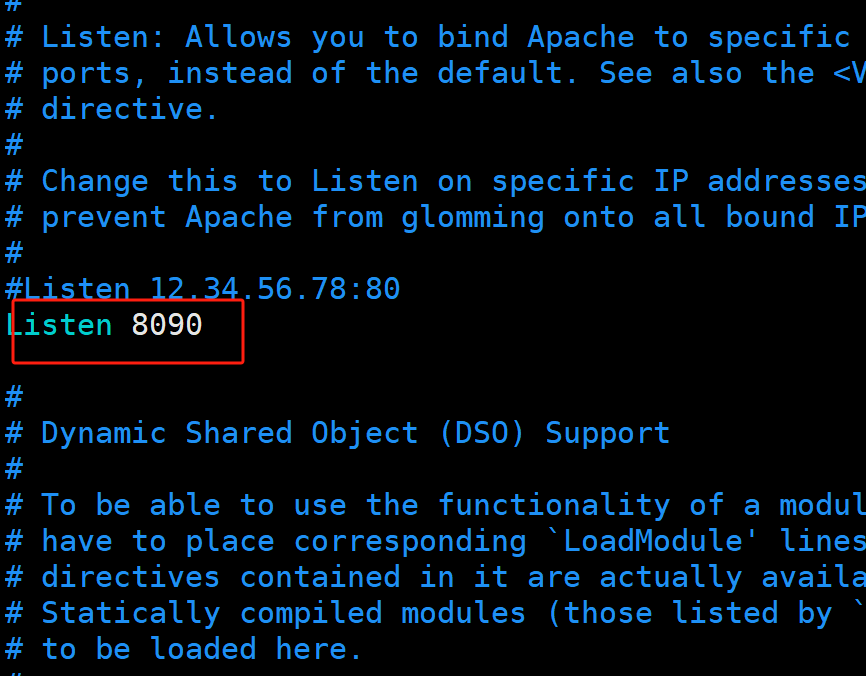 #
# Listen: Allows you to bind Apache to specific
# ports, instead of the default. See also the <V
# directive.
#
# Change this to Listen on specific IP addresses
# prevent Apache from glomming onto all bound IP
#
#Listen 12.34.56.78:80
Listen 8090
#
# Dynamic Shared Object (DSO) Support
#
# To be able to use the functionality of a modul
# have to place corresponding `LoadModule' lines
# directives contained in it are actually availa
# Statically compiled modules (those listed by `
# to be loaded here.
#